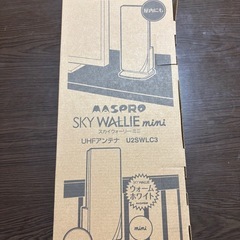 屋内にも
MASPRO
SKY WALLIE mini
スカイウォーリーミニ
UHFアンテナ U2SWLC3
ウォーム
ホワイト
mini